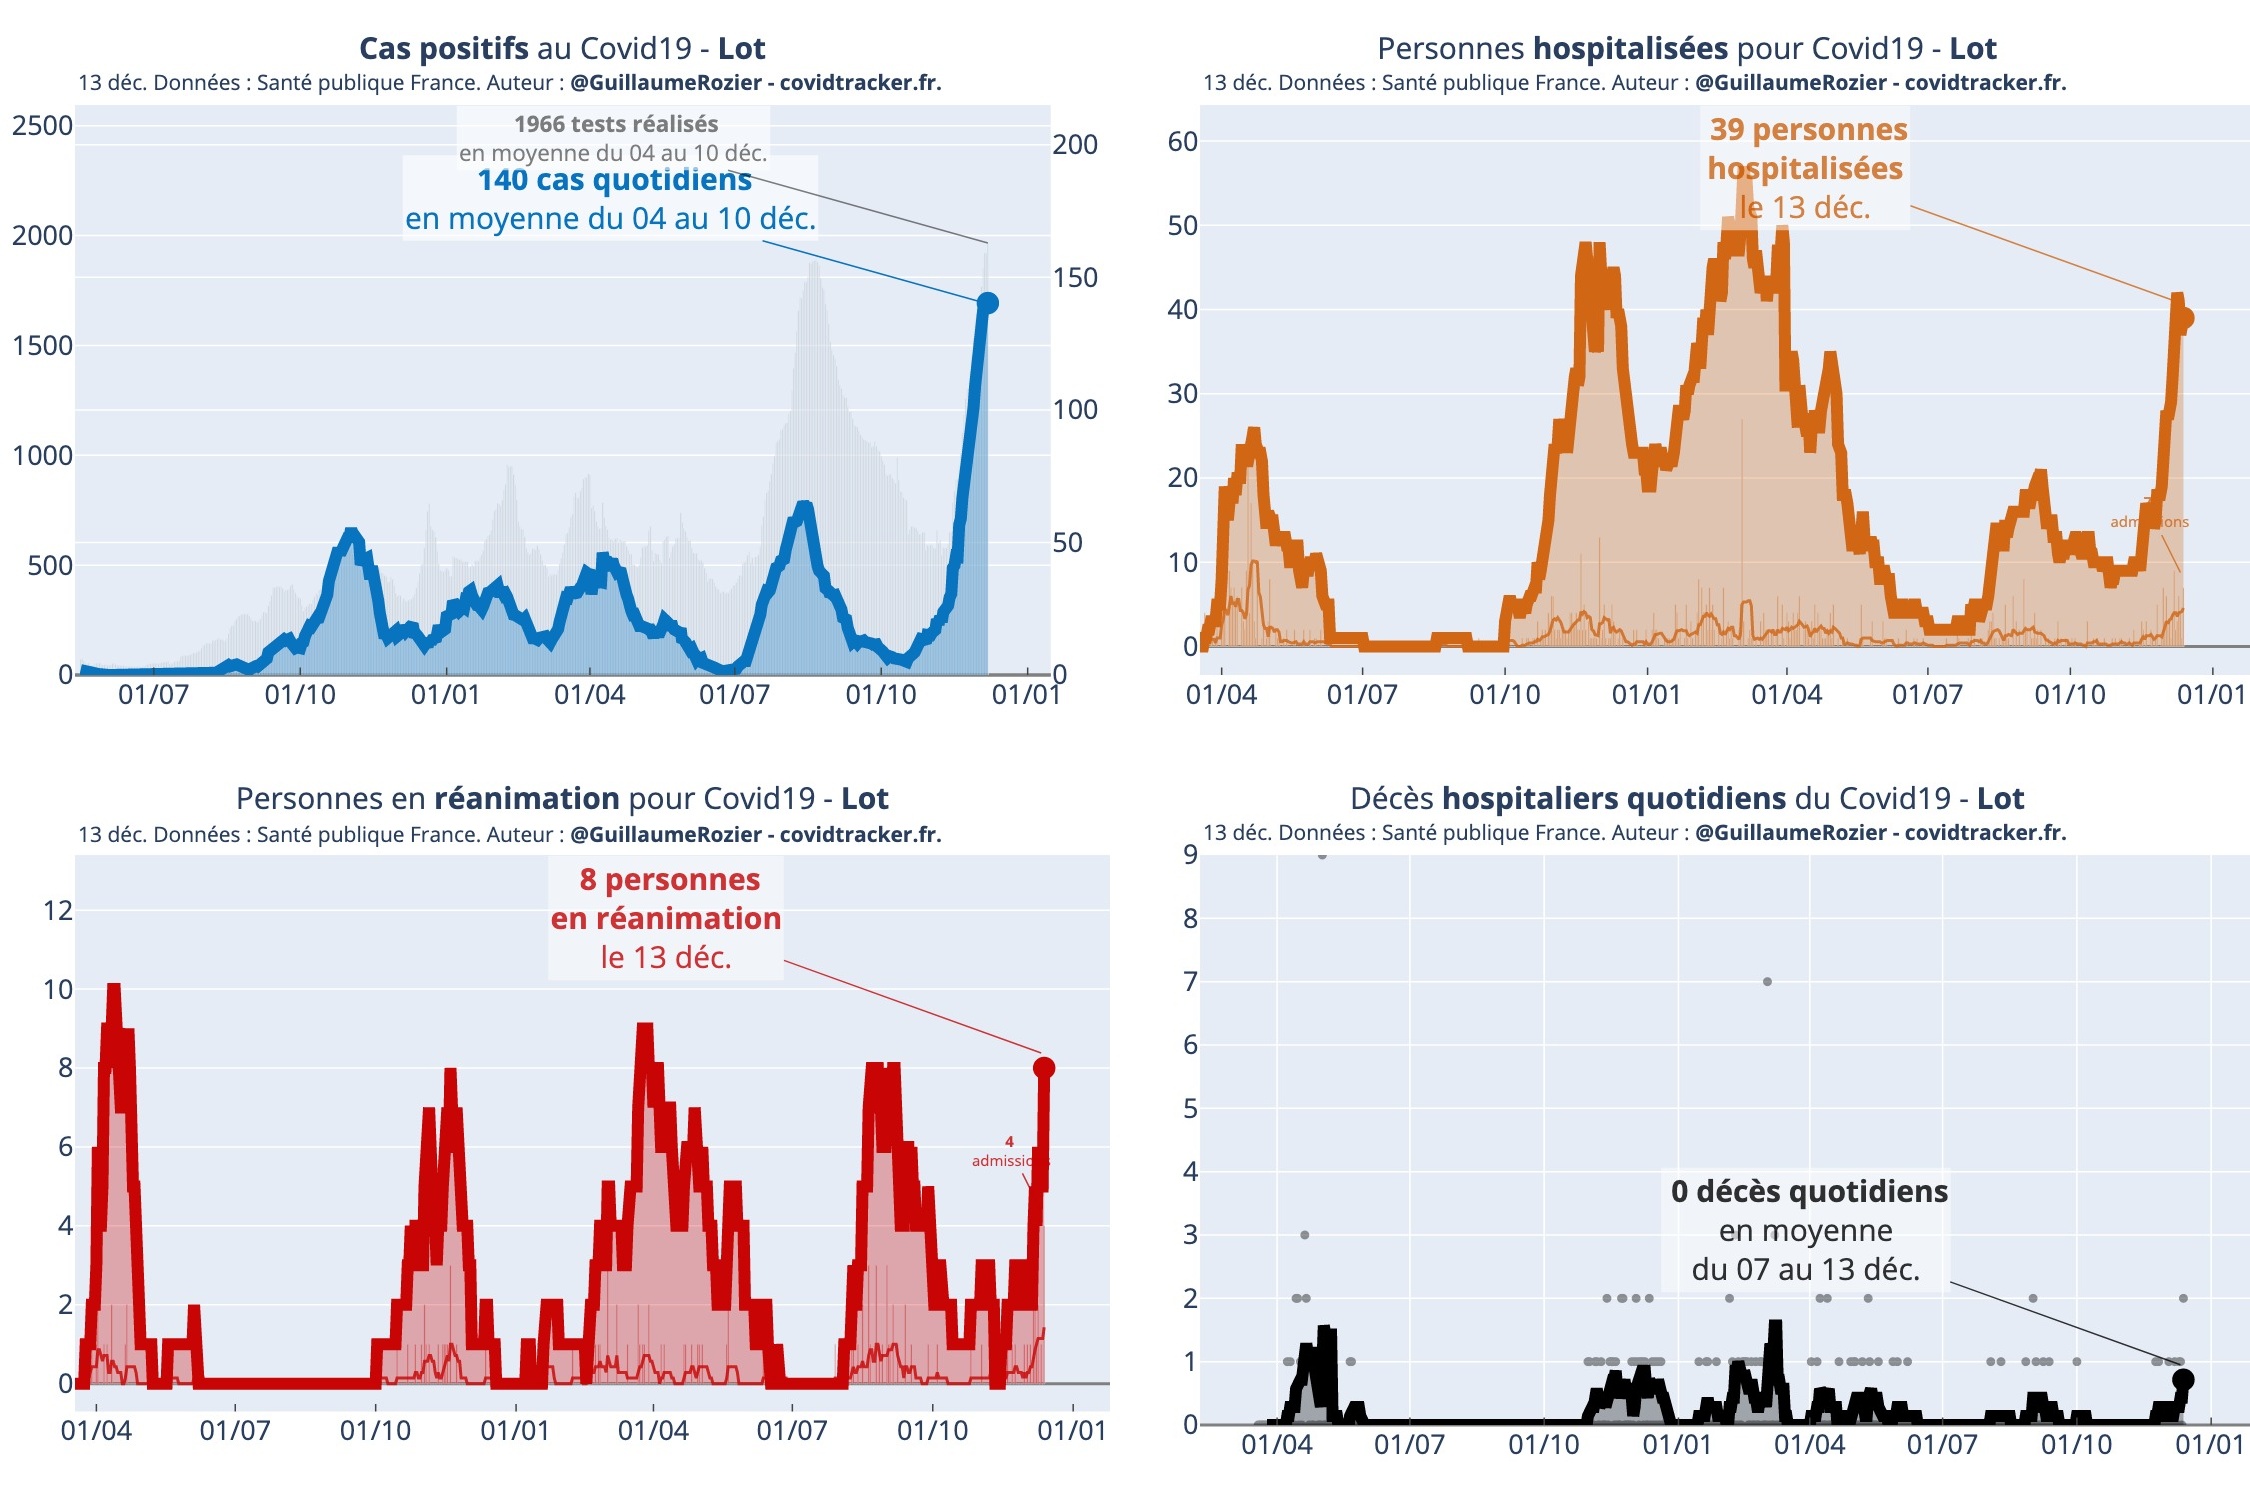 Cas positifs au Covid19 - Lot
13 déc. Données : Santé publique France. Auteur : @GuillaumeRozier - covidtracker.fr.
1966 tests réalisés
en moyenne du 04 au 10 déc.
140 cas quotidiens
en moyenne du 04 au 10 déc.
2500
2000
1500
1000
500
0
200
150
100
50
0
01/07
01/10
01/01
01/04
01/07
01/10
01/01
Personnes hospitalisées pour Covid19 - Lot
13 déc. Données : Santé publique France. Auteur : @GuillaumeRozier - covidtracker.fr.
39 personnes
hospitalisées
le 13 déc.
60
50
40
30
20
10
0
admissions
01/04
01/07
01/10
01/01
01/04
01/07
01/10
01/01
Personnes en réanimation pour Covid19 - Lot
13 déc. Données : Santé publique France. Auteur : @GuillaumeRozier - covidtracker.fr.
8 personnes
en réanimation
le 13 déc.
12
10
8
6
4
2
0
4
admissions
01/04
01/07
01/10
01/01
01/04
01/07
01/10
01/01
Décès hospitaliers quotidiens du Covid19 - Lot
13 déc. Données : Santé publique France. Auteur : @GuillaumeRozier - covidtracker.fr.
9
8
7
6
5
4
3
2
1
0
0 décès quotidiens
en moyenne
du 07 au 13 déc.
01/04
01/07
01/10
01/01
01/04
01/07
01/10
01/01